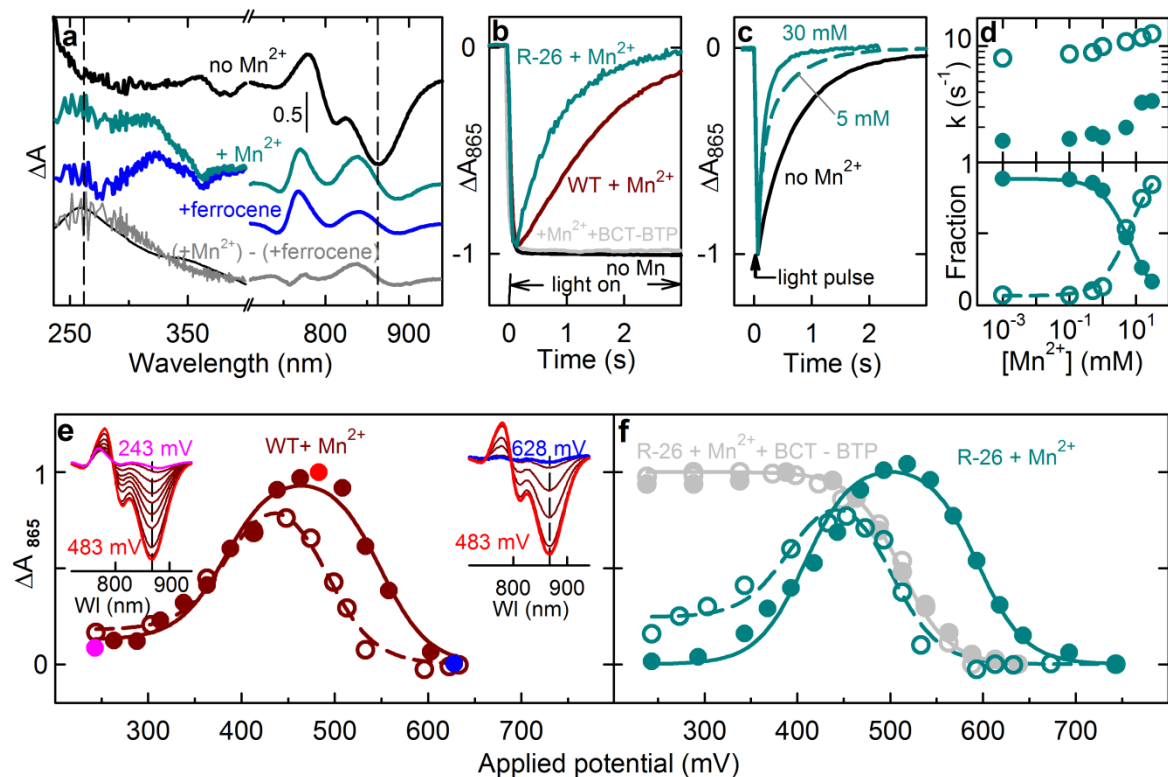 a
no Mn²⁺
0.5
+ Mn²⁺
+ferrocene
(+Mn²⁺) - (+ferrocene)
ΔA
250
350
800
900
Wavelength (nm)
b
R-26 + Mn²⁺
WT + Mn²⁺
+Mn²⁺+BCT-BTP
no Mn
light on
ΔA₈₆₅
0
-1
0
1
2
Time (s)
c
30 mM
5 mM
no Mn²⁺
light pulse
ΔA₈₆₅
0
-1
0
1
2
Time (s)
d
k (s⁻¹)
10
1
Fraction
0
10⁻³
10⁻¹
10¹
[Mn²⁺] (mM)
e
243 mV
483 mV
800
900
Wl (nm)
WT+ Mn²⁺
628 mV
483 mV
800
900
Wl (nm)
ΔA ₈₆₅
1
0
300
400
500
600
700
f
R-26 + Mn²⁺ + BCT - BTP
R-26 + Mn²⁺
300
400
500
600
700
Applied potential (mV)